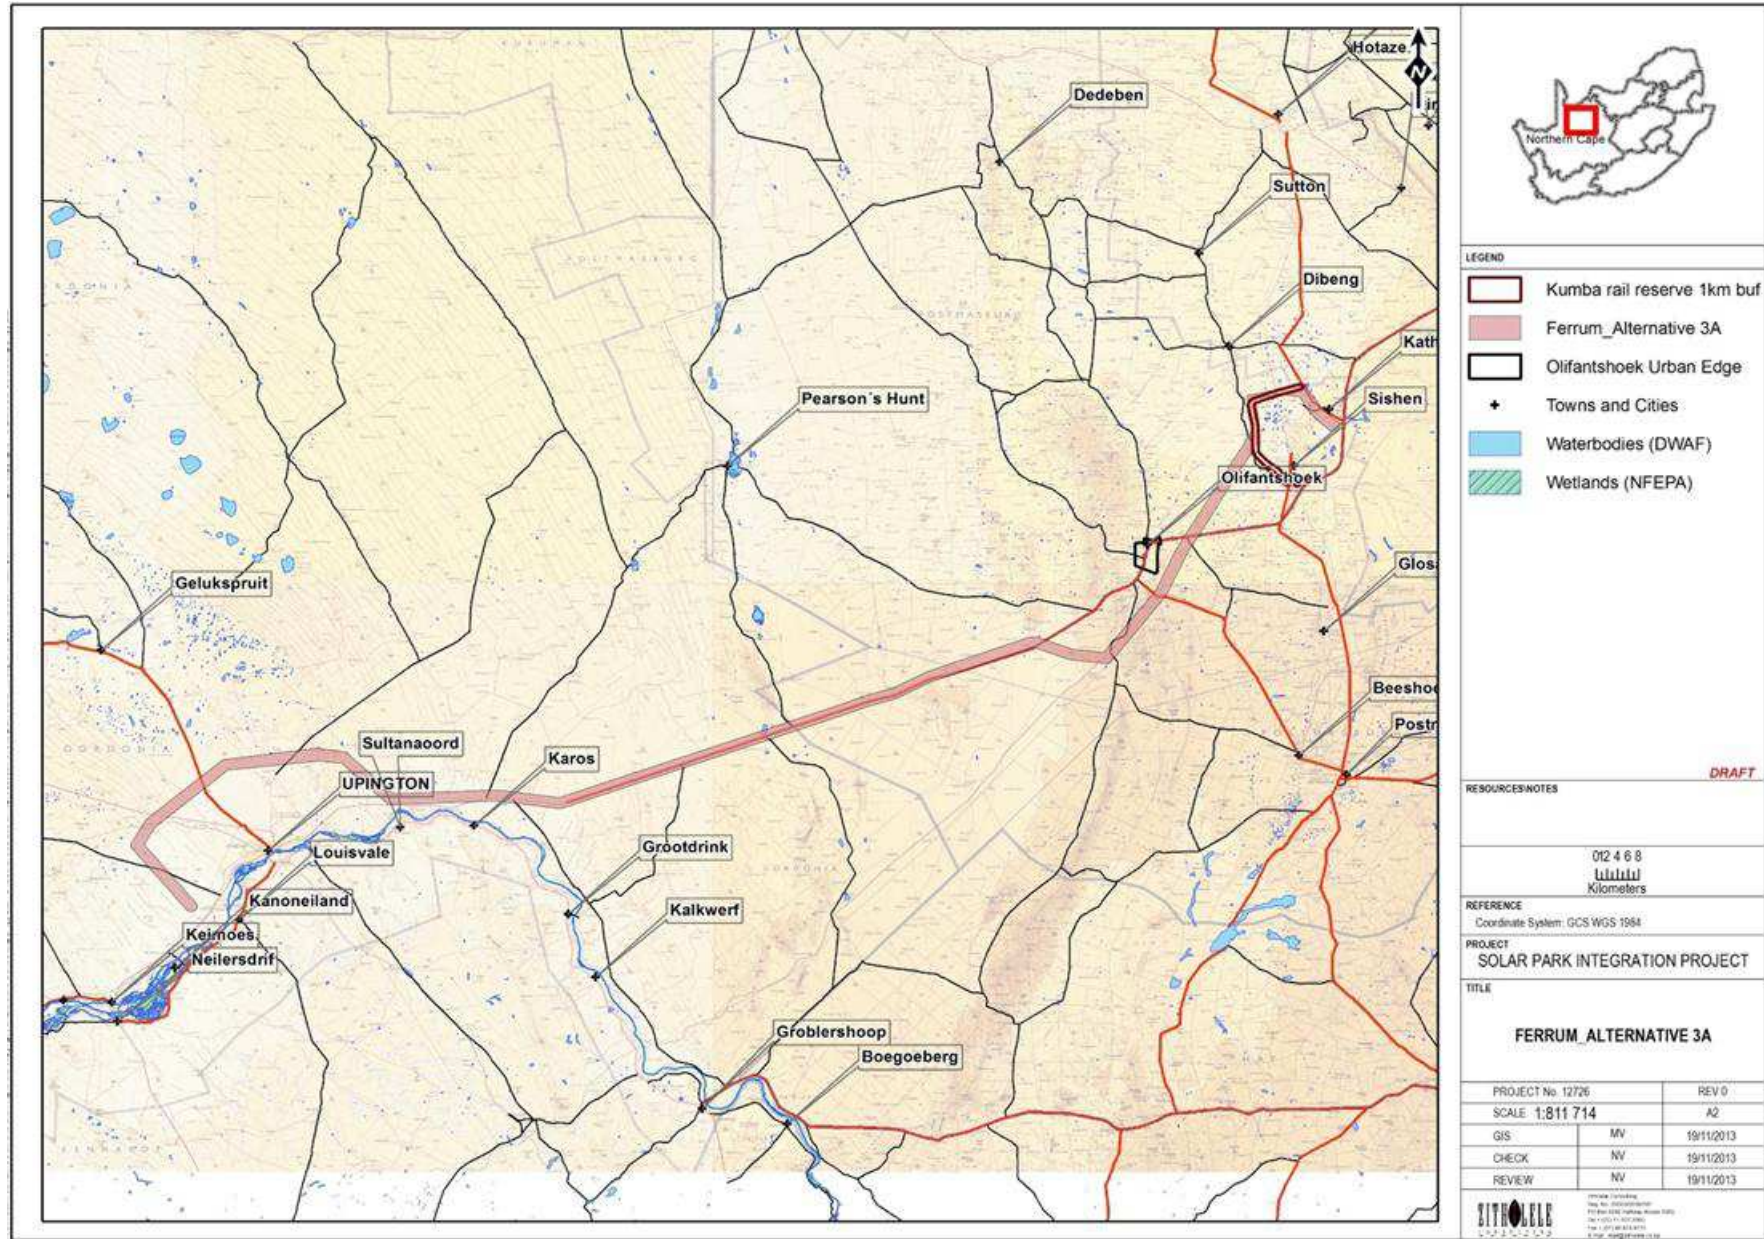 Hotaze
Dedeben
N
Sutton
Dibeng
Kath
Pearson´s Hunt
Sishen
Olifantshoek
Glos
Gelukspruit
Beeshoe
Postr
Sultanaoord
Karos
UPINGTON
Louisvale
Grootdrink
Kanoneiland
Kalkwerf
Keimoes
Neilersdrif
Groblershoop
Boegoeberg
Northern Cape
LEGEND
Kumba rail reserve 1km buf
Ferrum_Alternative 3A
Olifantshoek Urban Edge
Towns and Cities
Waterbodies (DWAF)
Wetlands (NFEPA)
DRAFT
RESOURCES\NOTES
012 4 6 8
Kilometers
REFERENCE
Coordinate System: GCS WGS 1984
PROJECT
SOLAR PARK INTEGRATION PROJECT
TITLE
FERRUM_ALTERNATIVE 3A
PROJECT No. 12726 REV 0
SCALE 1:811 714 A2
GIS MV 19/11/2013
CHECK NV 19/11/2013
REVIEW NV 19/11/2013
ZITHOLELE